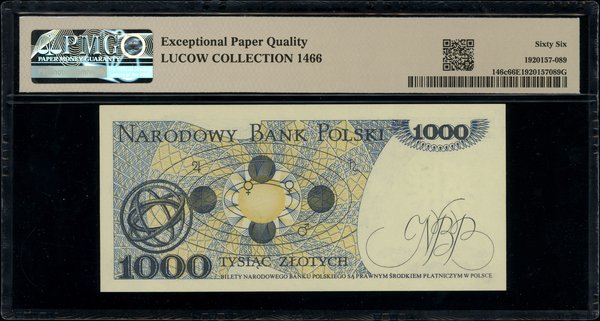 PMG
PAPER MONEY GUARANTY
Exceptional Paper Quality
LUCOW COLLECTION 1466
Sixty Six
1920157-089
146c66E1920157089G
NARODOWY BANK POLSKI
1000
NBP
1000
TYSIĄC ZŁOTYCH
BILETY NARODOWEGO BANKU POLSKIEGO SĄ PRAWNYM ŚRODKIEM PŁATNICZYM W POLSCE.